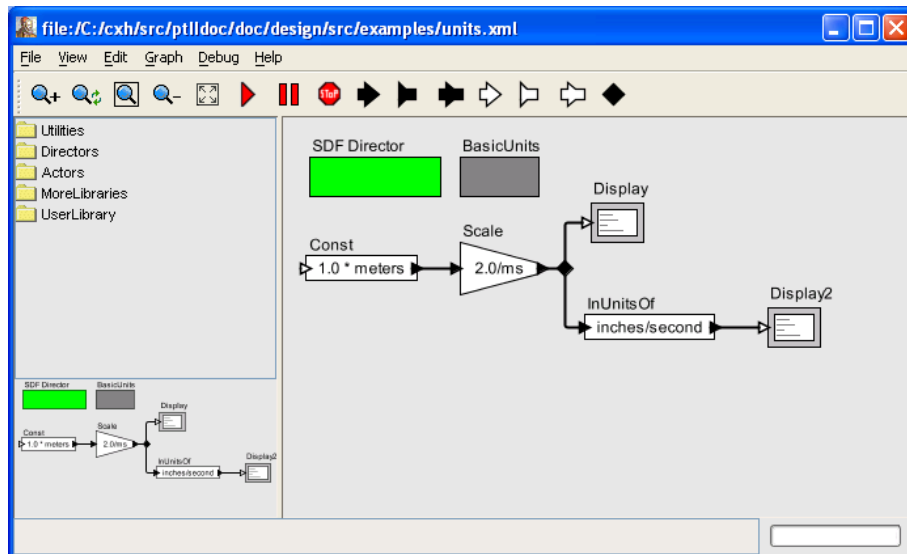 file:/C:/cxh/src/ptIIdoc/doc/design/src/examples/units.xml
File View Edit Graph Debug Help
STOP
Utilities
Directors
Actors
MoreLibraries
UserLibrary
SDF Director BasicUnits
Display
Const
Scale
1.0 * meters
2.0/ms
InUnitsOf
Display2
inches/second
SDF Director BasicUnits
Display
Const
Scale
1.0 * meters
2.0/ms
InUnitsOf
Display2
inches/second